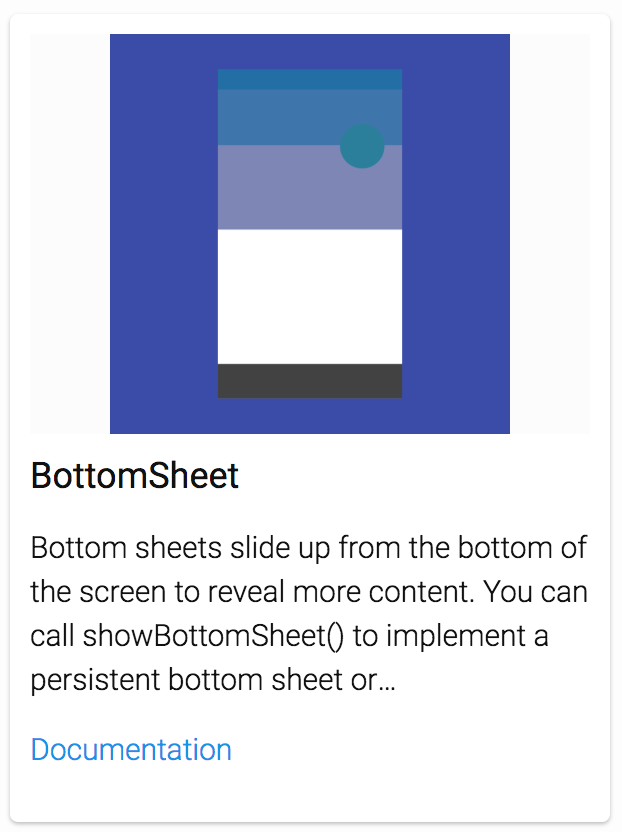 BottomSheet
Bottom sheets slide up from the bottom of
the screen to reveal more content. You can
call showBottomSheet() to implement a
persistent bottom sheet or...
Documentation